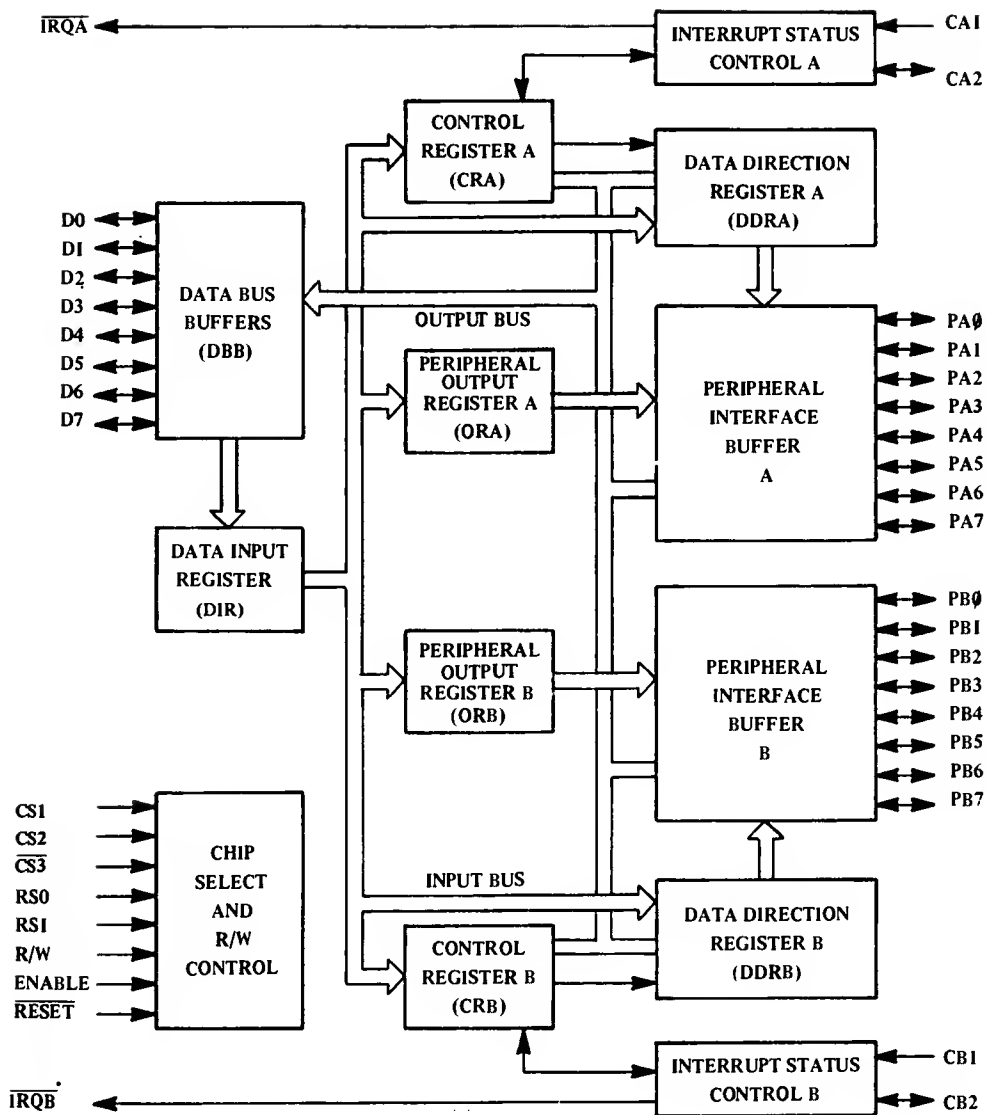 IRQA
INTERRUPT STATUS
CONTROL A
CA1
CA2
CONTROL
REGISTER A
(CRA)
DATA DIRECTION
REGISTER A
(DDRA)
D0
D1
D2
D3
D4
D5
D6
D7
DATA BUS
BUFFERS
(DBB)
OUTPUT BUS
PERIPHERAL
OUTPUT
REGISTER A
(ORA)
PERIPHERAL
INTERFACE
BUFFER
A
PAØ
PA1
PA2
PA3
PA4
PA5
PA6
PA7
DATA INPUT
REGISTER
(DIR)
PERIPHERAL
OUTPUT
REGISTER B
(ORB)
PERIPHERAL
INTERFACE
BUFFER
B
PBØ
PB1
PB2
PB3
PB4
PB5
PB6
PB7
CS1
CS2
CS3
RS0
RS1
R/W
ENABLE
RESET
CHIP
SELECT
AND
R/W
CONTROL
INPUT BUS
CONTROL
REGISTER B
(CRB)
DATA DIRECTION
REGISTER B
(DDRB)
INTERRUPT STATUS
CONTROL B
CB1
CB2
IRQB